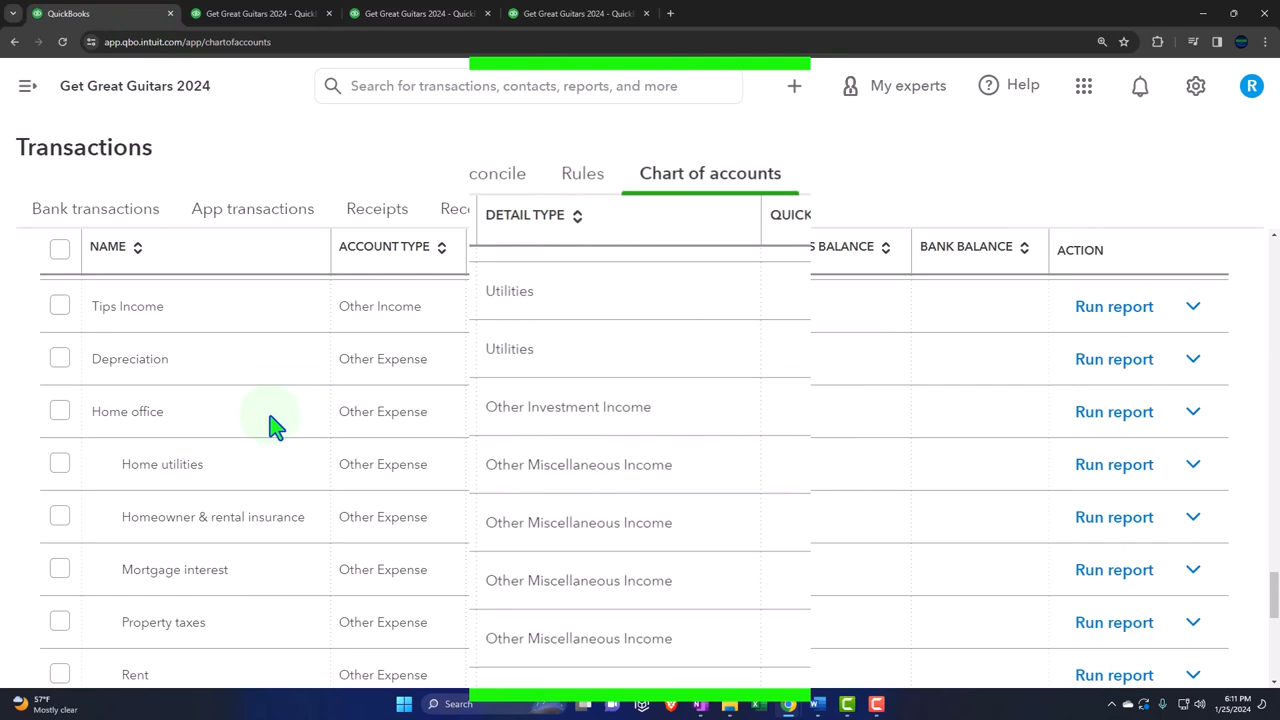 QuickBooks
Get Great Guitars 2024 - Quick
Get Great Guitars 2024 - Quick
Get Great Guitars 2024 - Quick
app.qbo.intuit.com/app/chartofaccounts
Get Great Guitars 2024
Search for transactions, contacts, reports, and more
My experts
Help
R
Transactions
concile Rules Chart of accounts
Bank transactions App transactions Receipts Rec
NAME ACCOUNT TYPE DETAIL TYPE QUICK S BALANCE BANK BALANCE ACTION
Tips Income Other Income Utilities Run report
Depreciation Other Expense Utilities Run report
Home office Other Expense Other Investment Income Run report
Home utilities Other Expense Other Miscellaneous Income Run report
Homeowner & rental insurance Other Expense Other Miscellaneous Income Run report
Mortgage interest Other Expense Other Miscellaneous Income Run report
Property taxes Other Expense Other Miscellaneous Income Run report
Rent Other Expense Run report
57°F
Mostly clear
Search
6:11 PM
1/25/2024